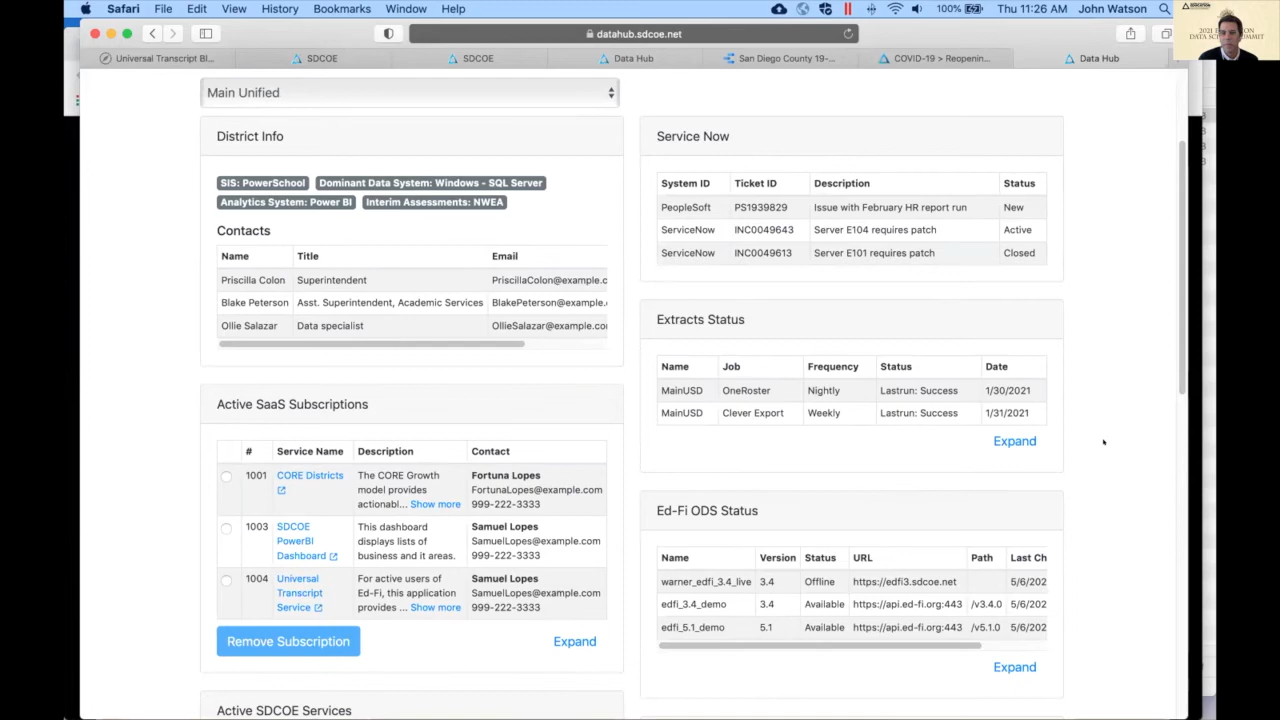 Safari File Edit View History Bookmarks Window Help 100% Thu 11:26 AM John Watson
datahub.sdcoe.net
Universal Transcript Bl... SDCOE SDCOE Data Hub San Diego County 19-... COVID-19 > Reopenin... Data Hub
Main Unified
District Info
SIS: PowerSchool Dominant Data System: Windows - SQL Server
Analytics System: Power BI Interim Assessments: NWEA
Contacts
Name Title Email
Priscilla Colon Superintendent PriscillaColon@example.c
Blake Peterson Asst. Superintendent, Academic Services BlakePeterson@example.
Ollie Salazar Data specialist OllieSalazar@example.co
Active SaaS Subscriptions
# Service Name Description Contact
1001 CORE Districts The CORE Growth model provides actionabl... Show more Fortuna Lopes FortunaLopes@example.com 999-222-3333
1003 SDCOE PowerBI Dashboard This dashboard displays lists of business and it areas. Samuel Lopes SamuelLopes@example.com 999-222-3333
1004 Universal Transcript Service For active users of Ed-Fi, this application provides ... Show more Samuel Lopes SamuelLopes@example.com 999-222-3333
Remove Subscription Expand
Active SDCOE Services
Service Now
System ID Ticket ID Description Status
PeopleSoft PS1939829 Issue with February HR report run New
ServiceNow INC0049643 Server E104 requires patch Active
ServiceNow INC0049613 Server E101 requires patch Closed
Extracts Status
Name Job Frequency Status Date
MainUSD OneRoster Nightly Lastrun: Success 1/30/2021
MainUSD Clever Export Weekly Lastrun: Success 1/31/2021
Expand
Ed-Fi ODS Status
Name Version Status URL Path Last Ch
warner_edfi_3.4_live 3.4 Offline https://edfi3.sdcoe.net 5/6/202
edfi_3.4_demo 3.4 Available https://api.ed-fi.org:443 /v3.4.0 5/6/202
edfi_5.1_demo 5.1 Available https://api.ed-fi.org:443 /v5.1.0 5/6/202
Expand